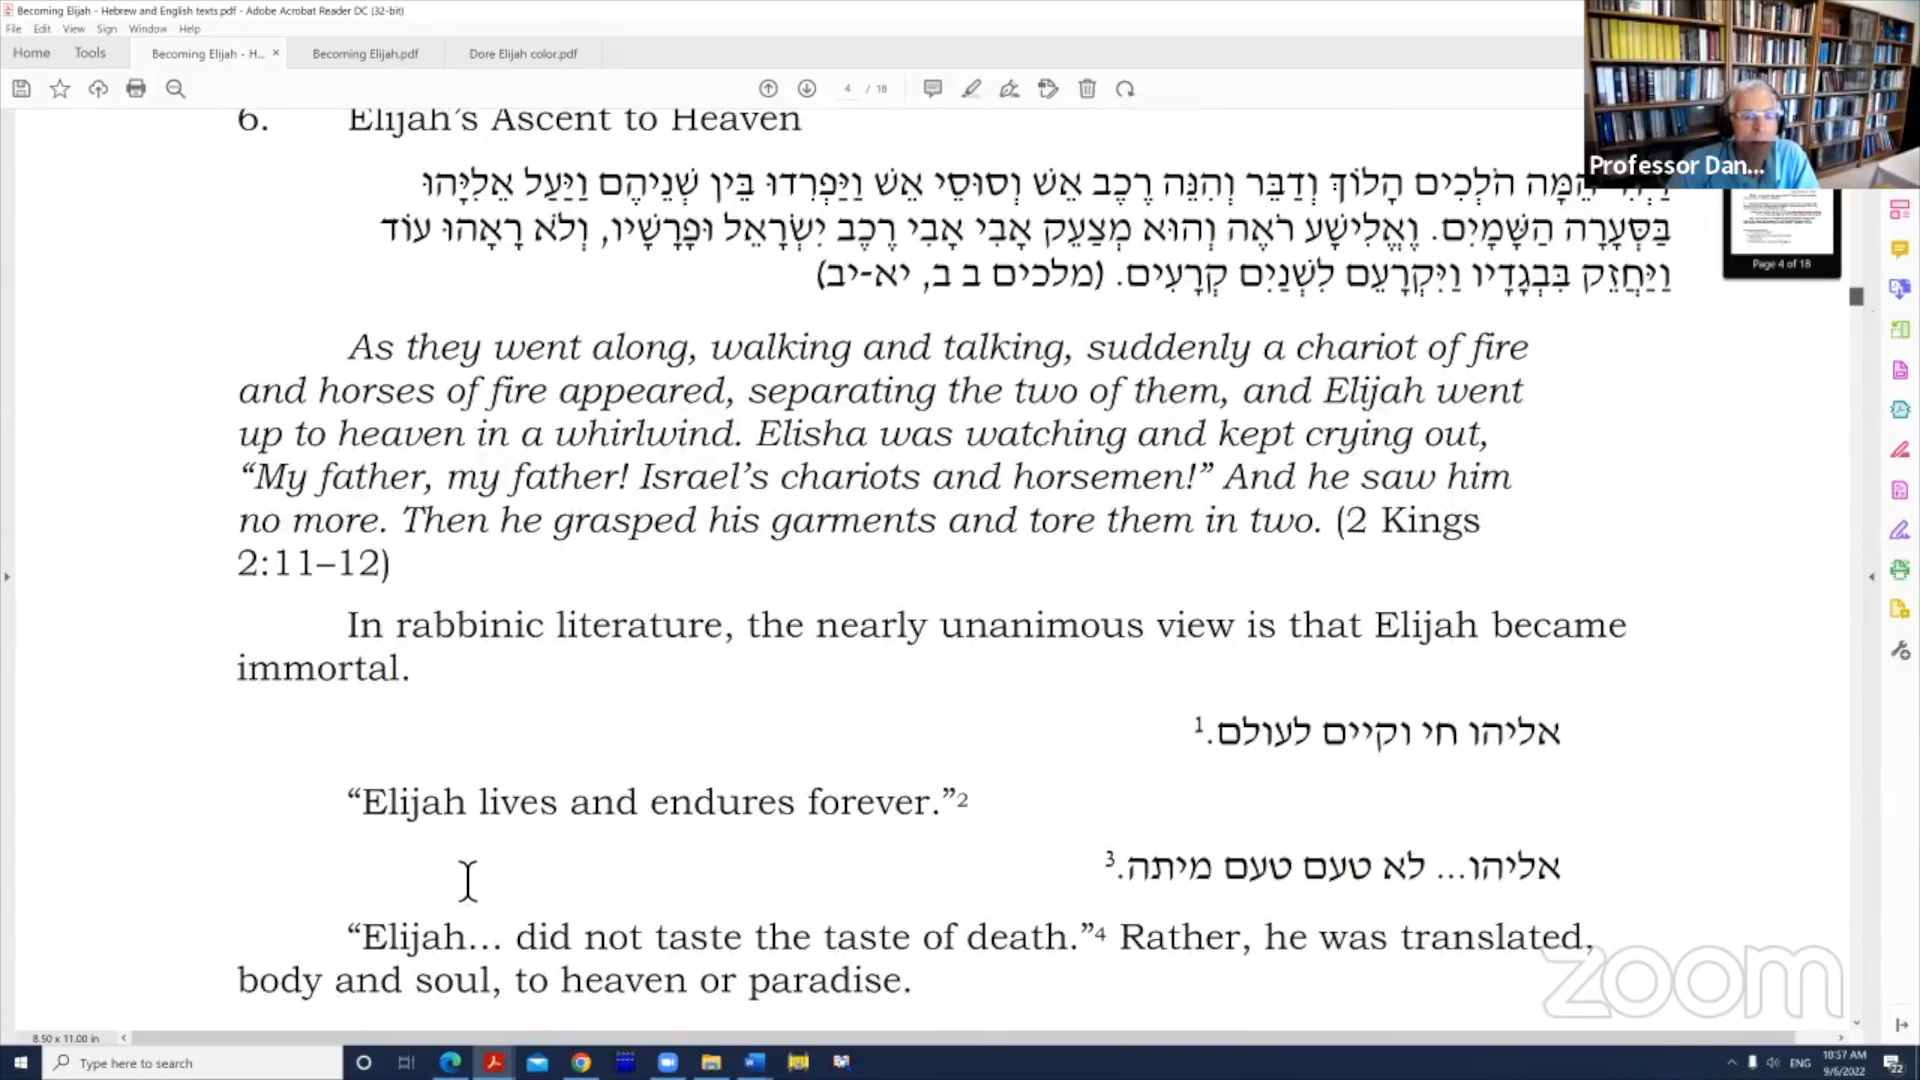 Becoming Elijah - Hebrew and English texts.pdf - Adobe Acrobat Reader DC (32-bit)
File Edit View Sign Window Help
Home Tools Becoming Elijah - H... × Becoming Elijah.pdf Dore Elijah color.pdf
4 / 18
Professor Dan...
6. Elijah's Ascent to Heaven
הֵמָּה הֹלְכִים הָלוֹךְ וְדַבֵּר וְהִנֵּה רֶכֶב אֵשׁ וְסוּסֵי אֵשׁ וַיַּפְרִדוּ בֵּין שְׁנֵיהֶם וַיַּעַל אֵלִיָּהוּ
בַּסְּעָרָה הַשָּׁמָיִם. וֶאֱלִישָׁע רֹאֶה וְהוּא מְצַעֵק אָבִי אָבִי רֶכֶב יִשְׂרָאֵל וּפָרָשָׁיו, וְלֹא רָאָהוּ עוֹד
וַיַּחֲזֵק בִּבְגָדָיו וַיִּקְרָעֵם לִשְׁנַיִם קְרָעִים. (מלכים ב ב, יא-יב)
Page 4 of 18
As they went along, walking and talking, suddenly a chariot of fire
and horses of fire appeared, separating the two of them, and Elijah went
up to heaven in a whirlwind. Elisha was watching and kept crying out,
“My father, my father! Israel’s chariots and horsemen!” And he saw him
no more. Then he grasped his garments and tore them in two. (2 Kings
2:11–12)
In rabbinic literature, the nearly unanimous view is that Elijah became
immortal.
אליהו חי וקיים לעולם.1
“Elijah lives and endures forever.”2
אליהו... לא טעם טעם מיתה.3
“Elijah... did not taste the taste of death.”4 Rather, he was translated,
body and soul, to heaven or paradise.
zoom
8.50 x 11.00 in
Type here to search
ENG
10:57 AM
9/6/2022
22